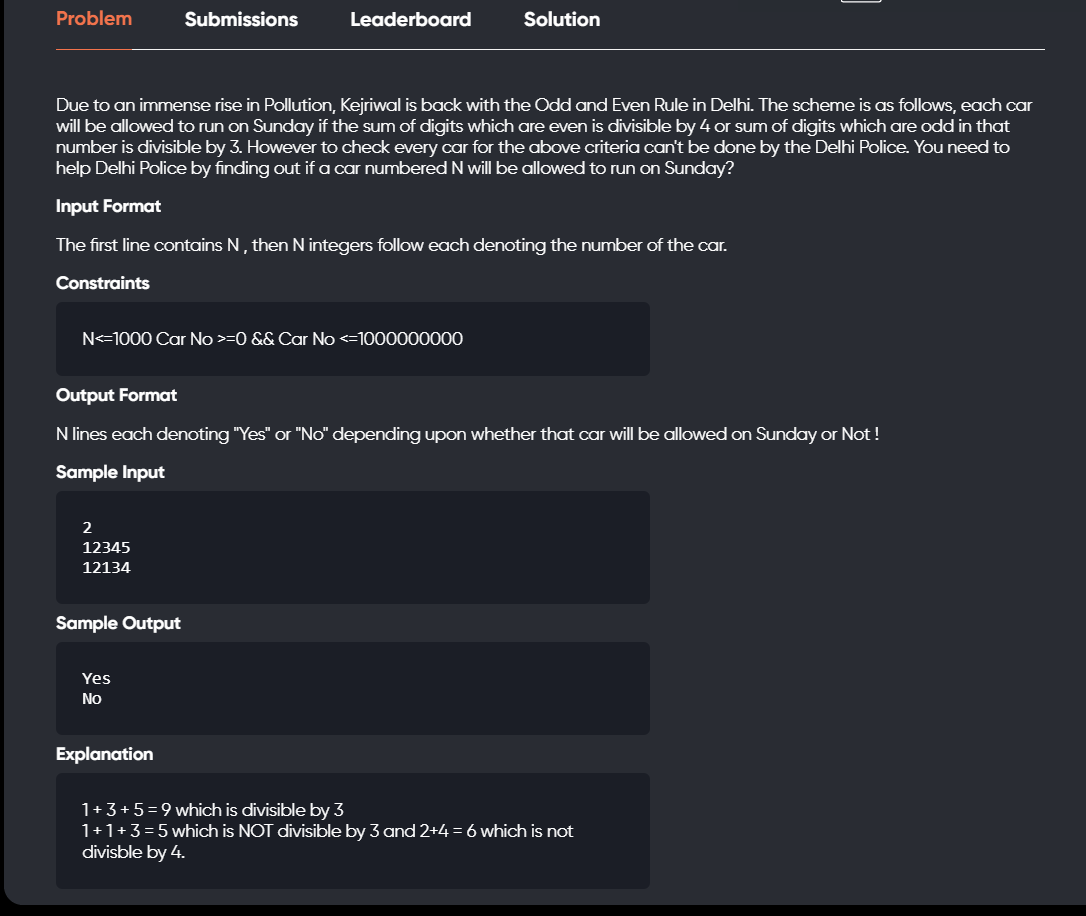 Problem Submissions Leaderboard Solution
Due to an immense rise in Pollution, Kejriwal is back with the Odd and Even Rule in Delhi. The scheme is as follows, each car
will be allowed to run on Sunday if the sum of digits which are even is divisible by 4 or sum of digits which are odd in that
number is divisible by 3. However to check every car for the above criteria can't be done by the Delhi Police. You need to
help Delhi Police by finding out if a car numbered N will be allowed to run on Sunday?
Input Format
The first line contains N , then N integers follow each denoting the number of the car.
Constraints
N<=1000 Car No >=0 && Car No <=1000000000
Output Format
N lines each denoting "Yes" or "No" depending upon whether that car will be allowed on Sunday or Not !
Sample Input
2
12345
12134
Sample Output
Yes
No
Explanation
1 + 3 + 5 = 9 which is divisible by 3
1 + 1 + 3 = 5 which is NOT divisible by 3 and 2+4 = 6 which is not
divisble by 4.